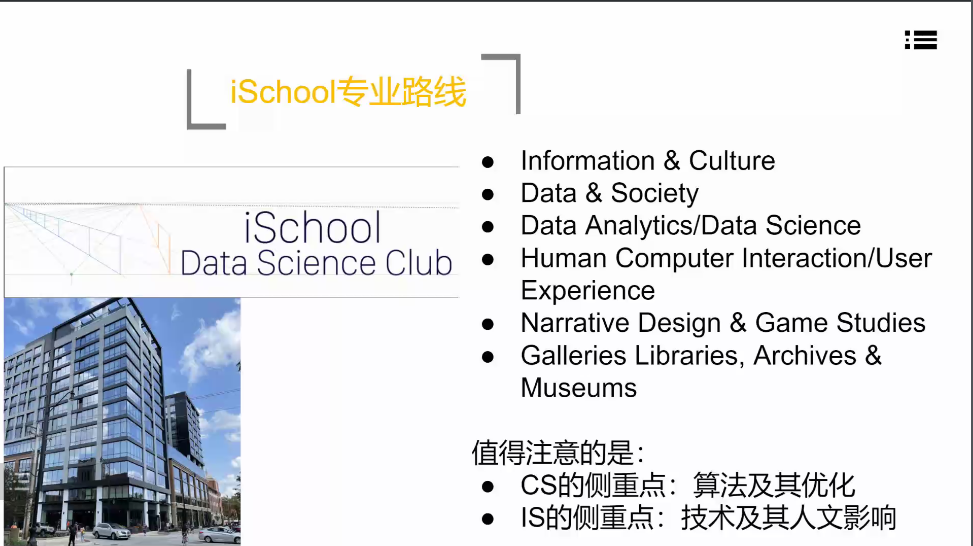 iSchool专业路线
iSchool
Data Science Club
● Information & Culture
● Data & Society
● Data Analytics/Data Science
● Human Computer Interaction/User
Experience
● Narrative Design & Game Studies
● Galleries Libraries, Archives &
Museums
值得注意的是：
● CS的侧重点：算法及其优化
● IS的侧重点：技术及其人文影响